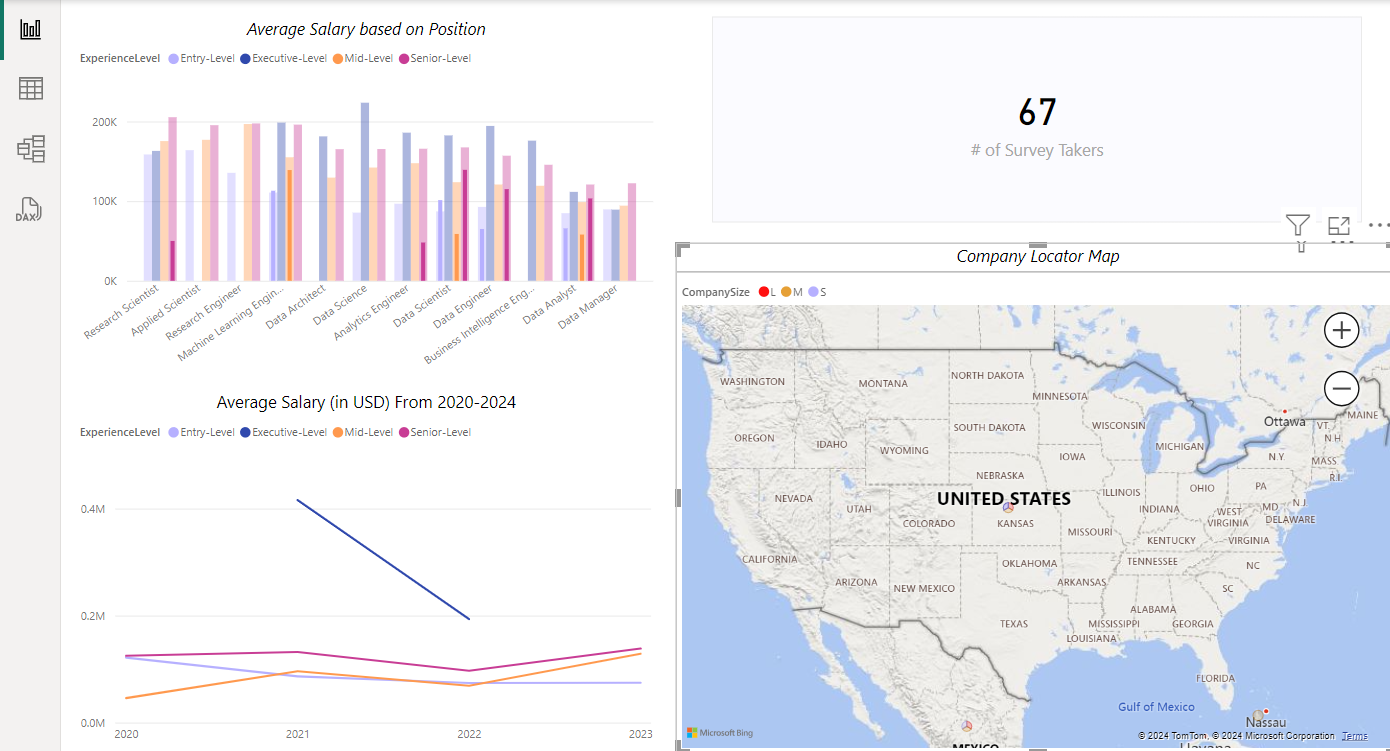 Average Salary based on Position
ExperienceLevel Entry-Level Executive-Level Mid-Level Senior-Level
200K
100K
0K
Research Scientist
Applied Scientist
Research Engineer
Machine Learning Engin...
Data Architect
Data Science
Analytics Engineer
Data Scientist
Data Engineer
Business Intelligence Eng...
Data Analyst
Data Manager
DAX
67
# of Survey Takers
Average Salary (in USD) From 2020-2024
ExperienceLevel Entry-Level Executive-Level Mid-Level Senior-Level
0.4M
0.2M
0.0M
2020 2021 2022 2023
Company Locator Map
CompanySize L M S
WASHINGTON
MONTANA
NORTH DAKOTA
MINNESOTA
Ottawa
MAINE
VT.
N H
OREGON
IDAHO
WYOMING
SOUTH DAKOTA
WISCONSIN
MICHIGAN
N.Y.
MASS.
R.I.
IOWA
NEBRASKA
NEVADA
UTAH
UNITED STATES
ILLINOIS
INDIANA
OHIO
PA
N J
MD
DELAWARE
COLORADO
KANSAS
MISSOURI
WEST
VIRGINIA
KENTUCKY
VIRGINIA
CALIFORNIA
ARIZONA
NEW MEXICO
OKLAHOMA
ARKANSAS
TENNESSEE
NC
SC
TEXAS
MISSISSIPPI
ALABAMA
GEORGIA
LOUISIANA
FLORIDA
Gulf of Mexico
Nassau
Microsoft Bing
MEXICO
Havana
© 2024 TomTom, © 2024 Microsoft Corporation Terms